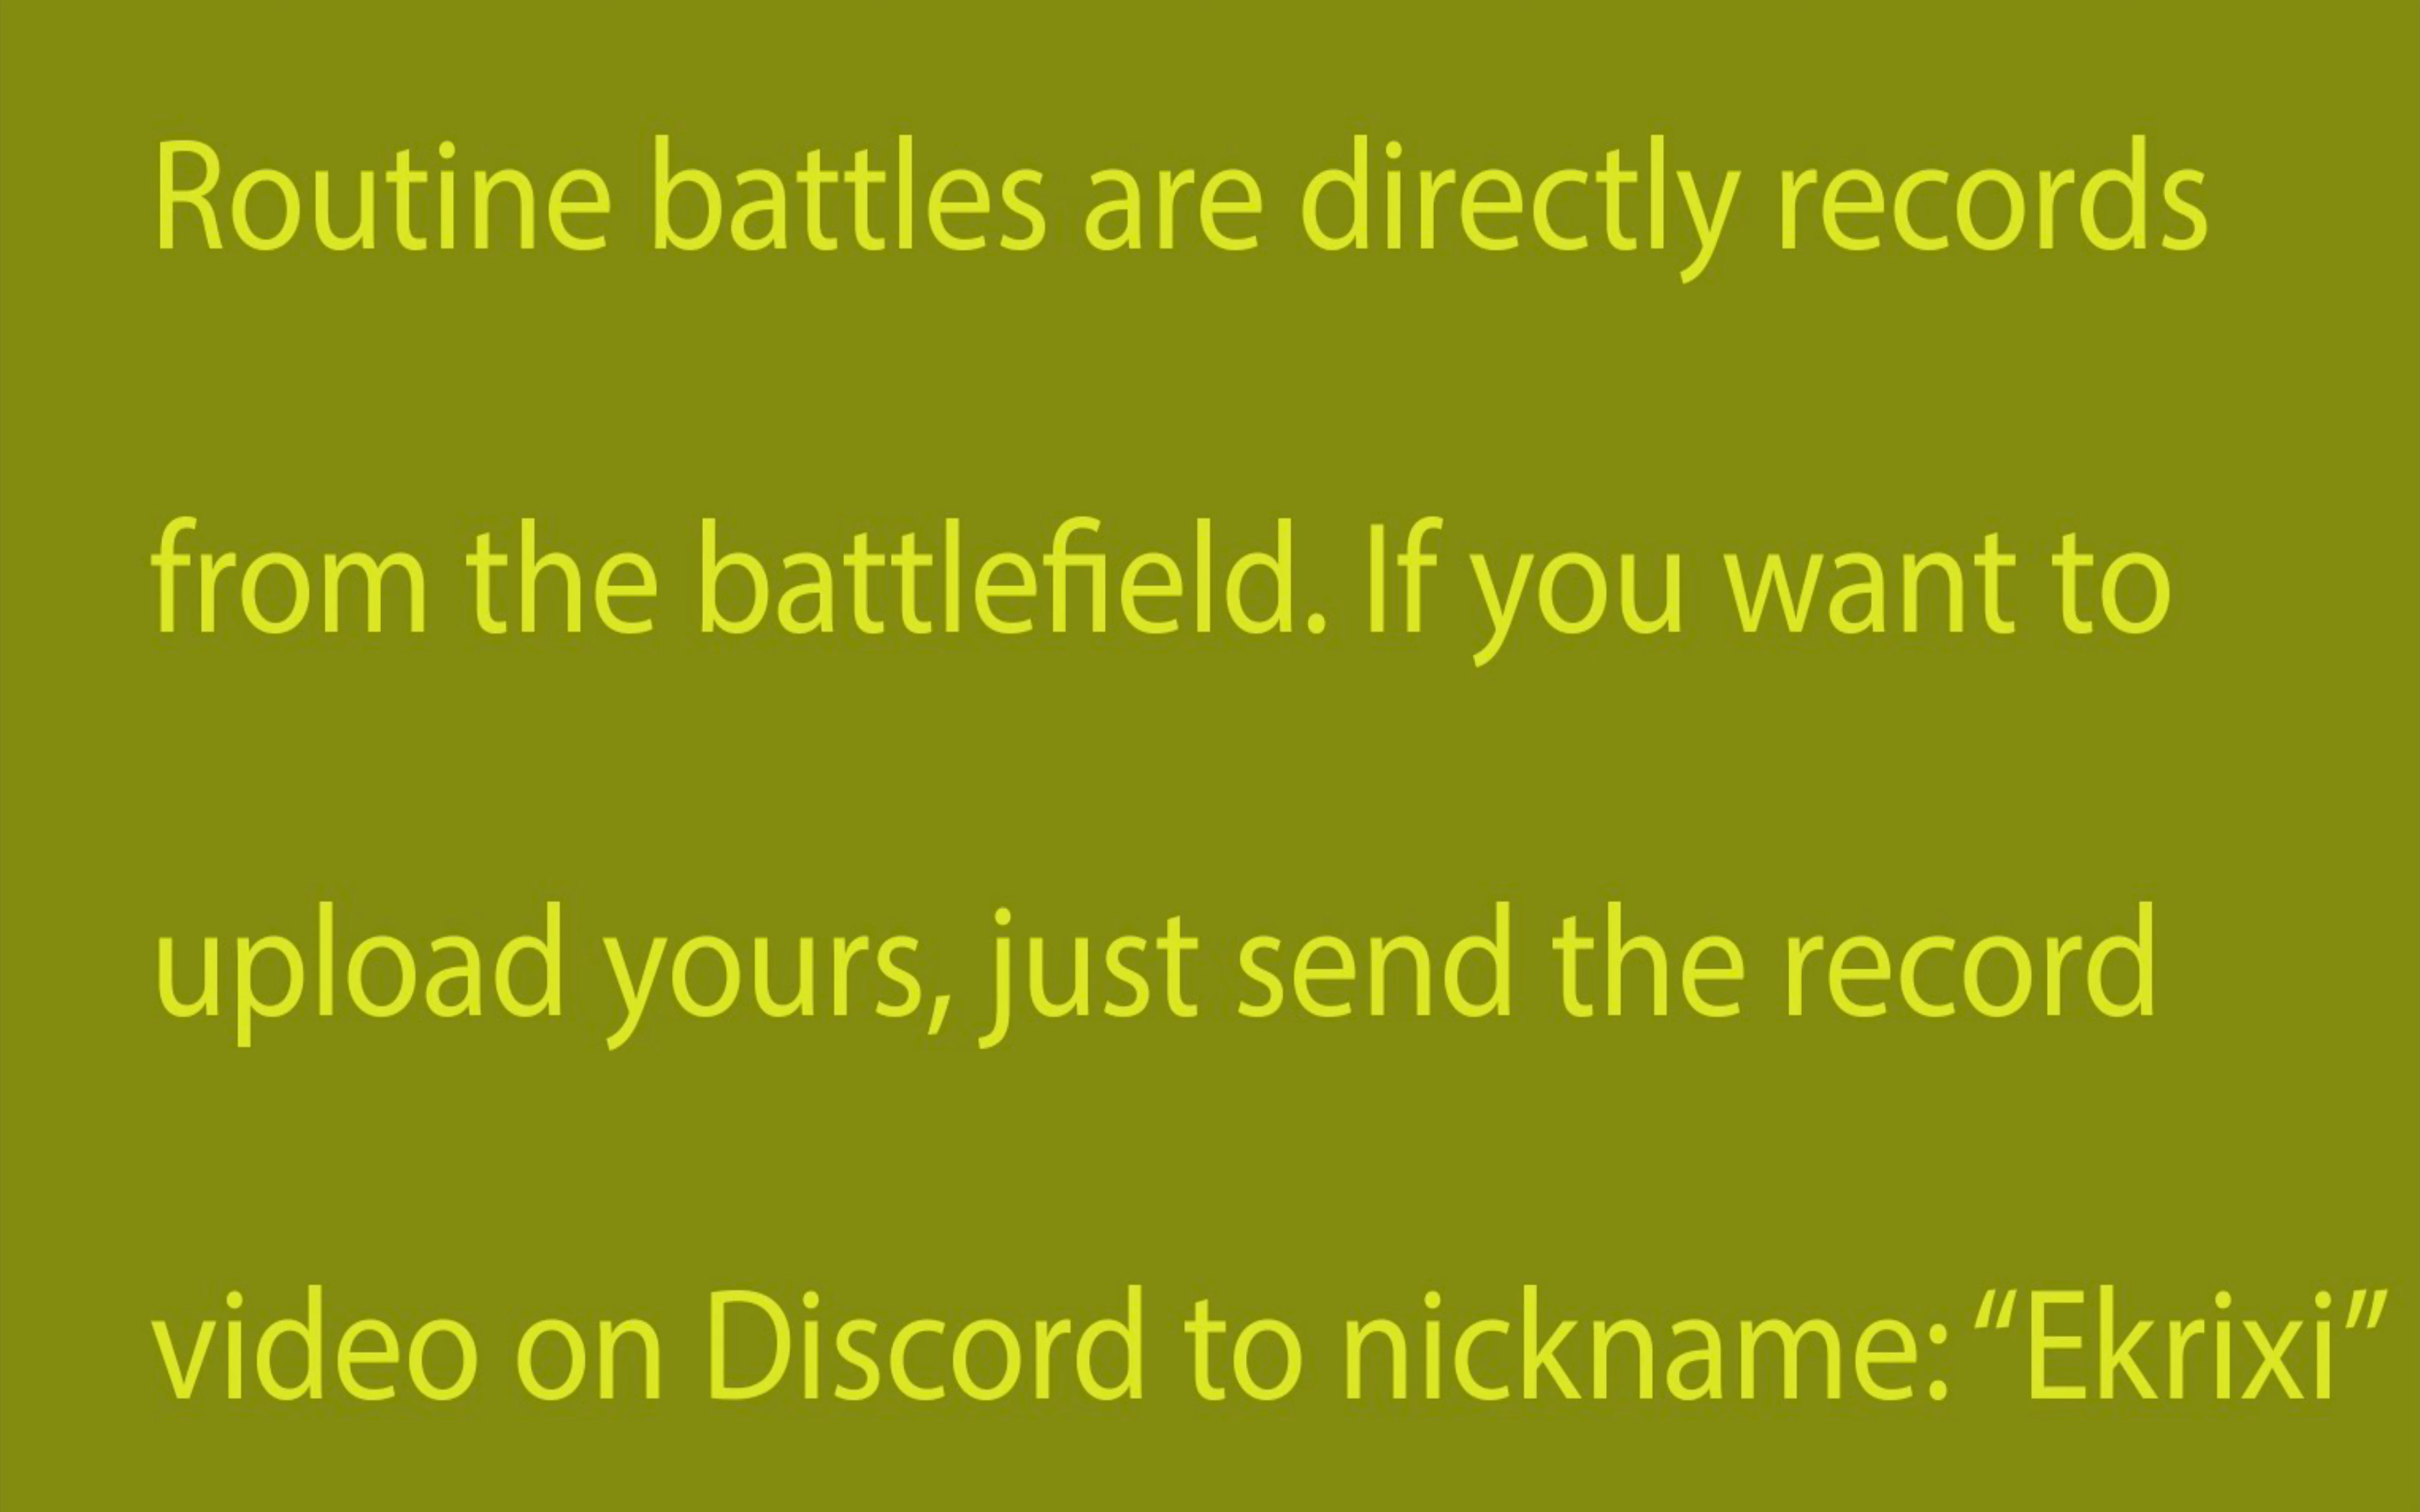 Routine battles are directly records
from the battlefield. If you want to
upload yours, just send the record
video on Discord to nickname: “Ekrixi”